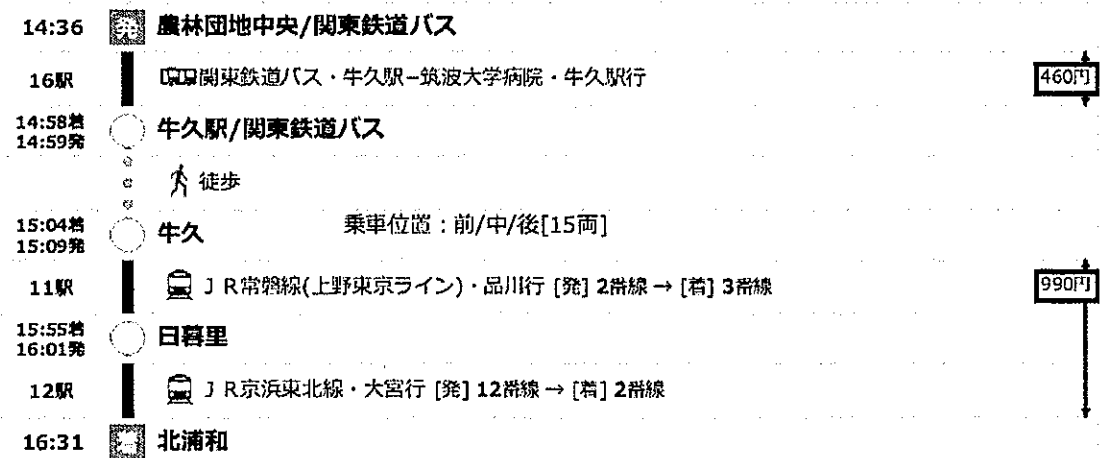 14:36 発 農林団地中央/関東鉄道バス
16駅 関東鉄道バス・牛久駅−筑波大学病院・牛久駅行 460円
14:58着
14:59発
牛久駅/関東鉄道バス
徒歩
15:04着
15:09発
牛久 乗車位置：前/中/後[15両]
11駅 ＪＲ常磐線(上野東京ライン)・品川行 [発] 2番線 → [着] 3番線 990円
15:55着
16:01発
日暮里
12駅 ＪＲ京浜東北線・大宮行 [発] 12番線 → [着] 2番線
16:31 着 北浦和